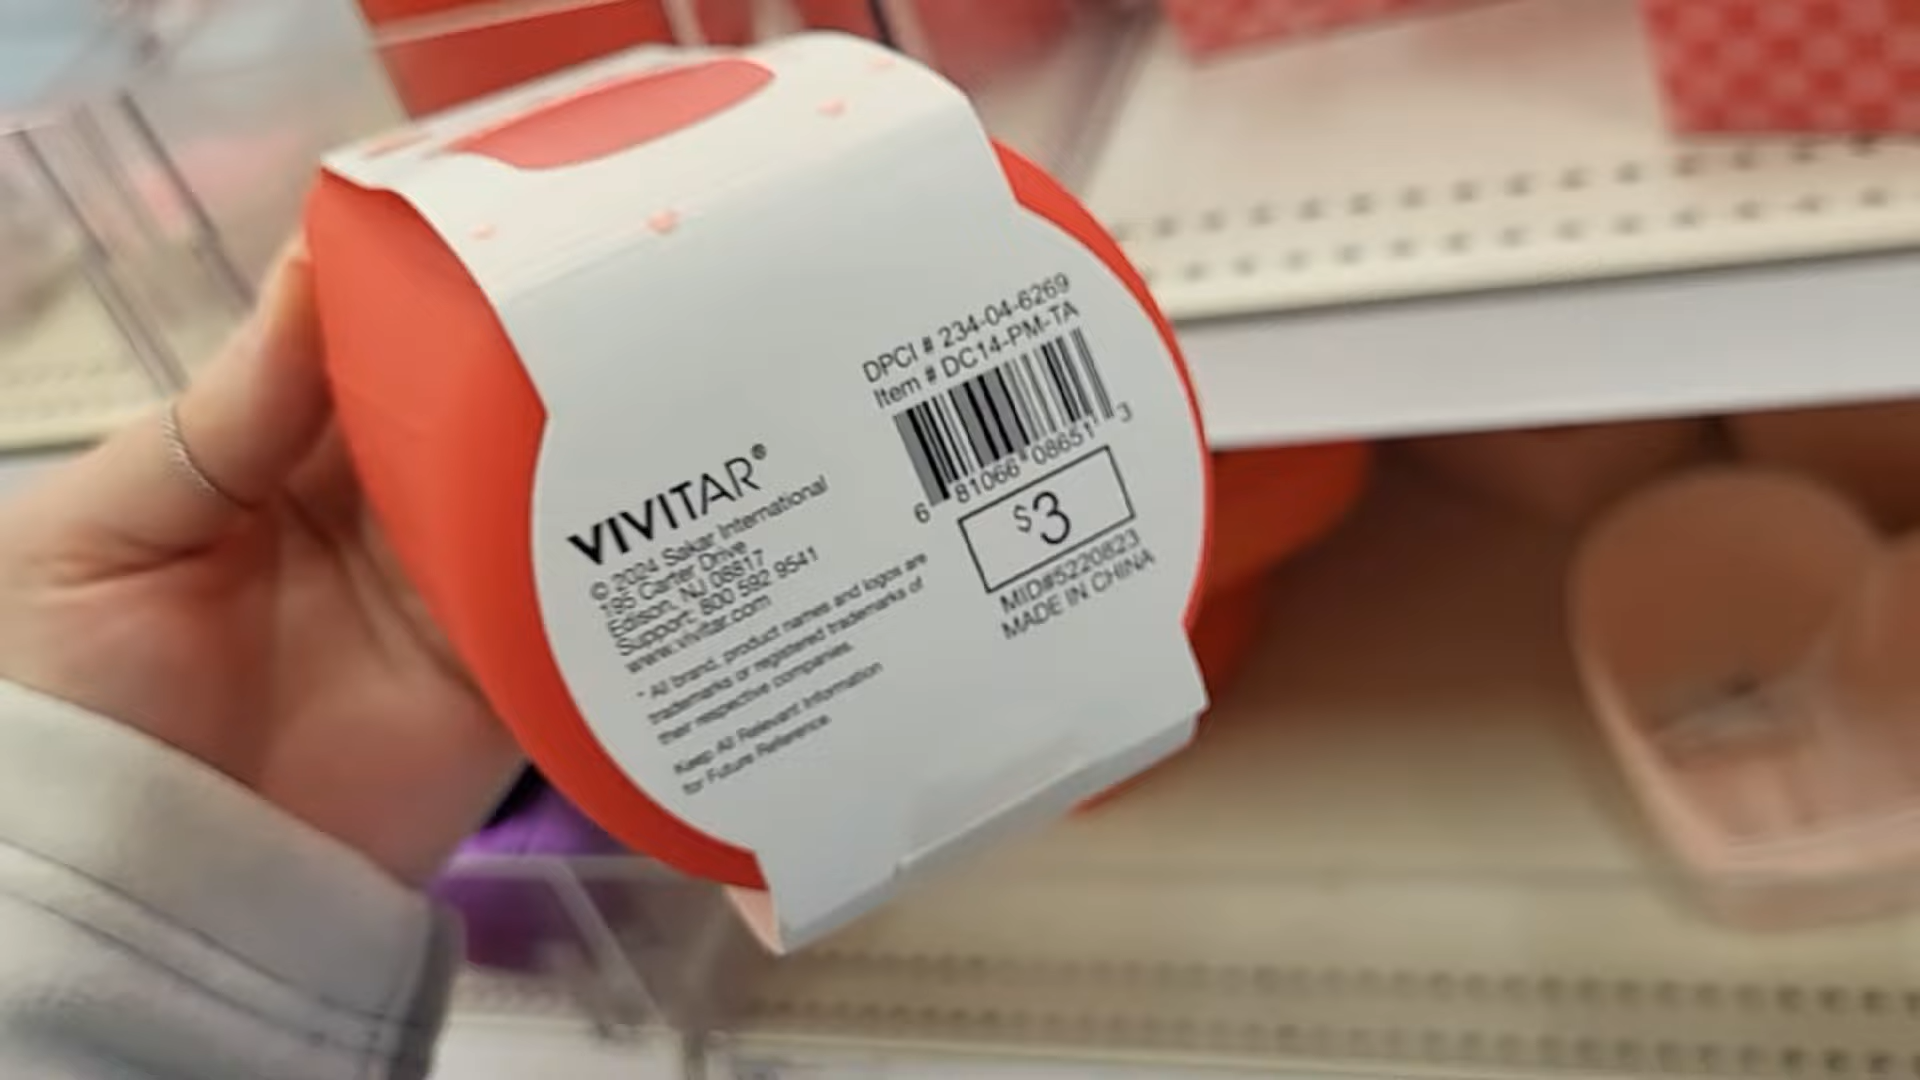 DPCI # 234-04-6269
Item # DC14-PM-TA
6 81066 08651 3
$3
MID#5220823
MADE IN CHINA
VIVITAR®
© 2024 Sakar International
195 Carter Drive
Edison, NJ 08817
Support: 800 592 9541
www.vivitar.com
* All brand, product names and logos are
trademarks or registered trademarks of
their respective companies.
Keep All Relevant Information
for Future Reference.